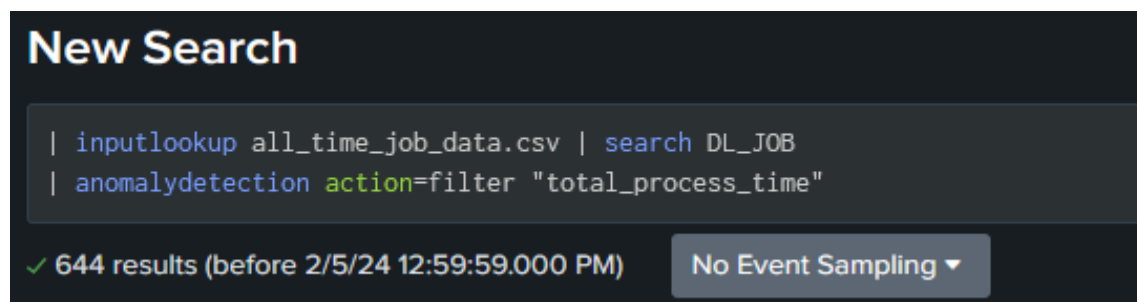 New Search
| inputlookup all_time_job_data.csv | search DL_JOB
| anomalydetection action=filter "total_process_time"
✓ 644 results (before 2/5/24 12:59:59.000 PM) No Event Sampling ▾